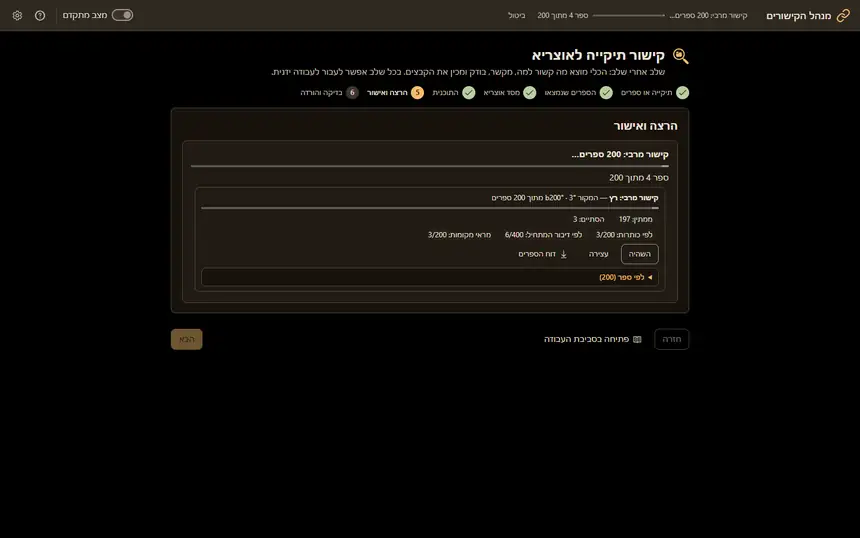 מנהל הקישורים
קישור מרבי: 200 ספרים...
ספר 4 מתוך 200
ביטול
מצב מתקדם
קישור תיקייה לאוצריא
שלב אחרי שלב: הכלי מוצא מה קשור למה, מקשר, בודק ומכין את הקבצים. בכל שלב אפשר לעבור לעבודה ידנית.
תיקייה או ספרים
הספרים שנמצאו
מסד אוצריא
התוכנית
5 הרצה ואישור
6 בדיקה והורדה
הרצה ואישור
קישור מרבי: 200 ספרים...
ספר 4 מתוך 200
קישור מרבי: רץ — המקור "b200" · 3 מתוך 200 ספרים
ממתין: 197 הסתיים: 3
לפי כותרות: 3/200 לפי דיבור המתחיל: 6/400 מראי מקומות: 3/200
השהיה עצירה דוח הספרים
לפי ספר (200)
חזרה פתיחה בסביבת העבודה הבא